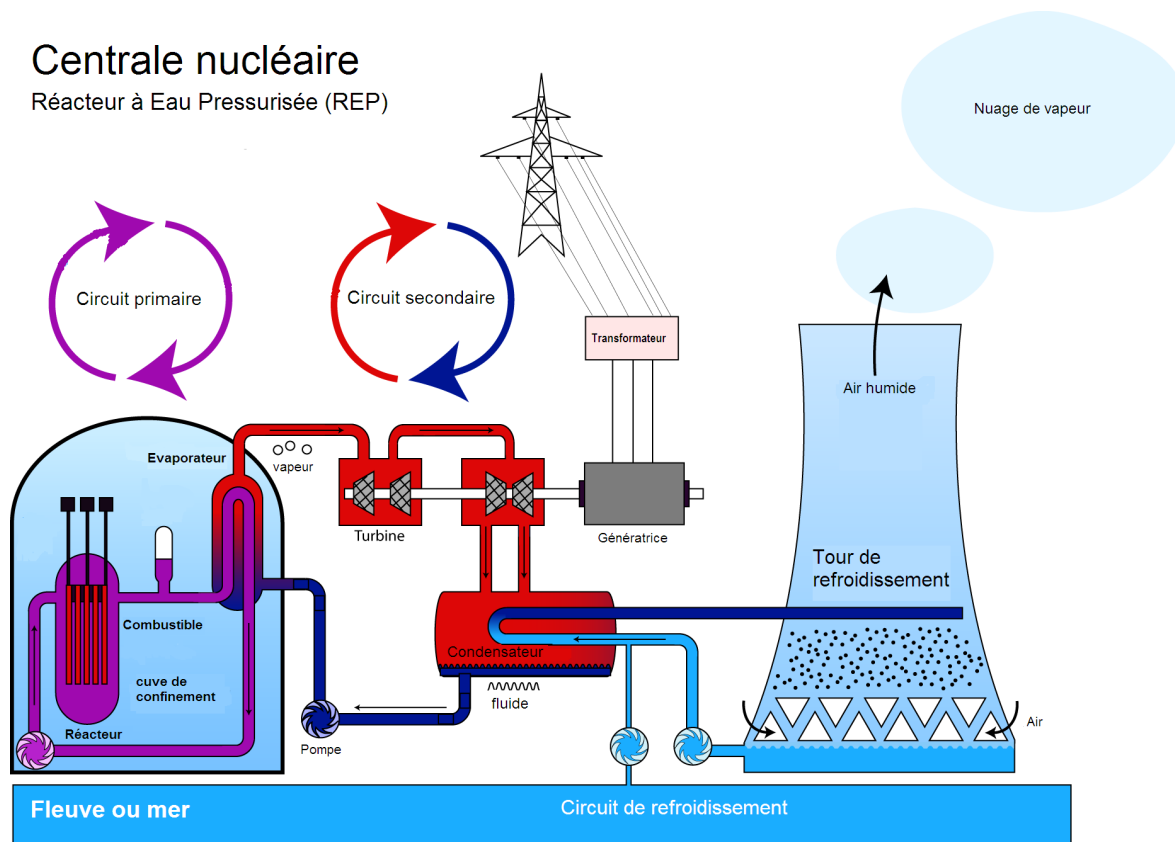 Centrale nucléaire
Réacteur à Eau Pressurisée (REP)
Nuage de vapeur
Circuit primaire
Circuit secondaire
Transformateur
Air humide
Evaporateur
vapeur
Turbine
Génératrice
Tour de
refroidissement
Combustible
Condensateur
cuve de
confinement
fluide
Réacteur
Pompe
Air
Fleuve ou mer
Circuit de refroidissement